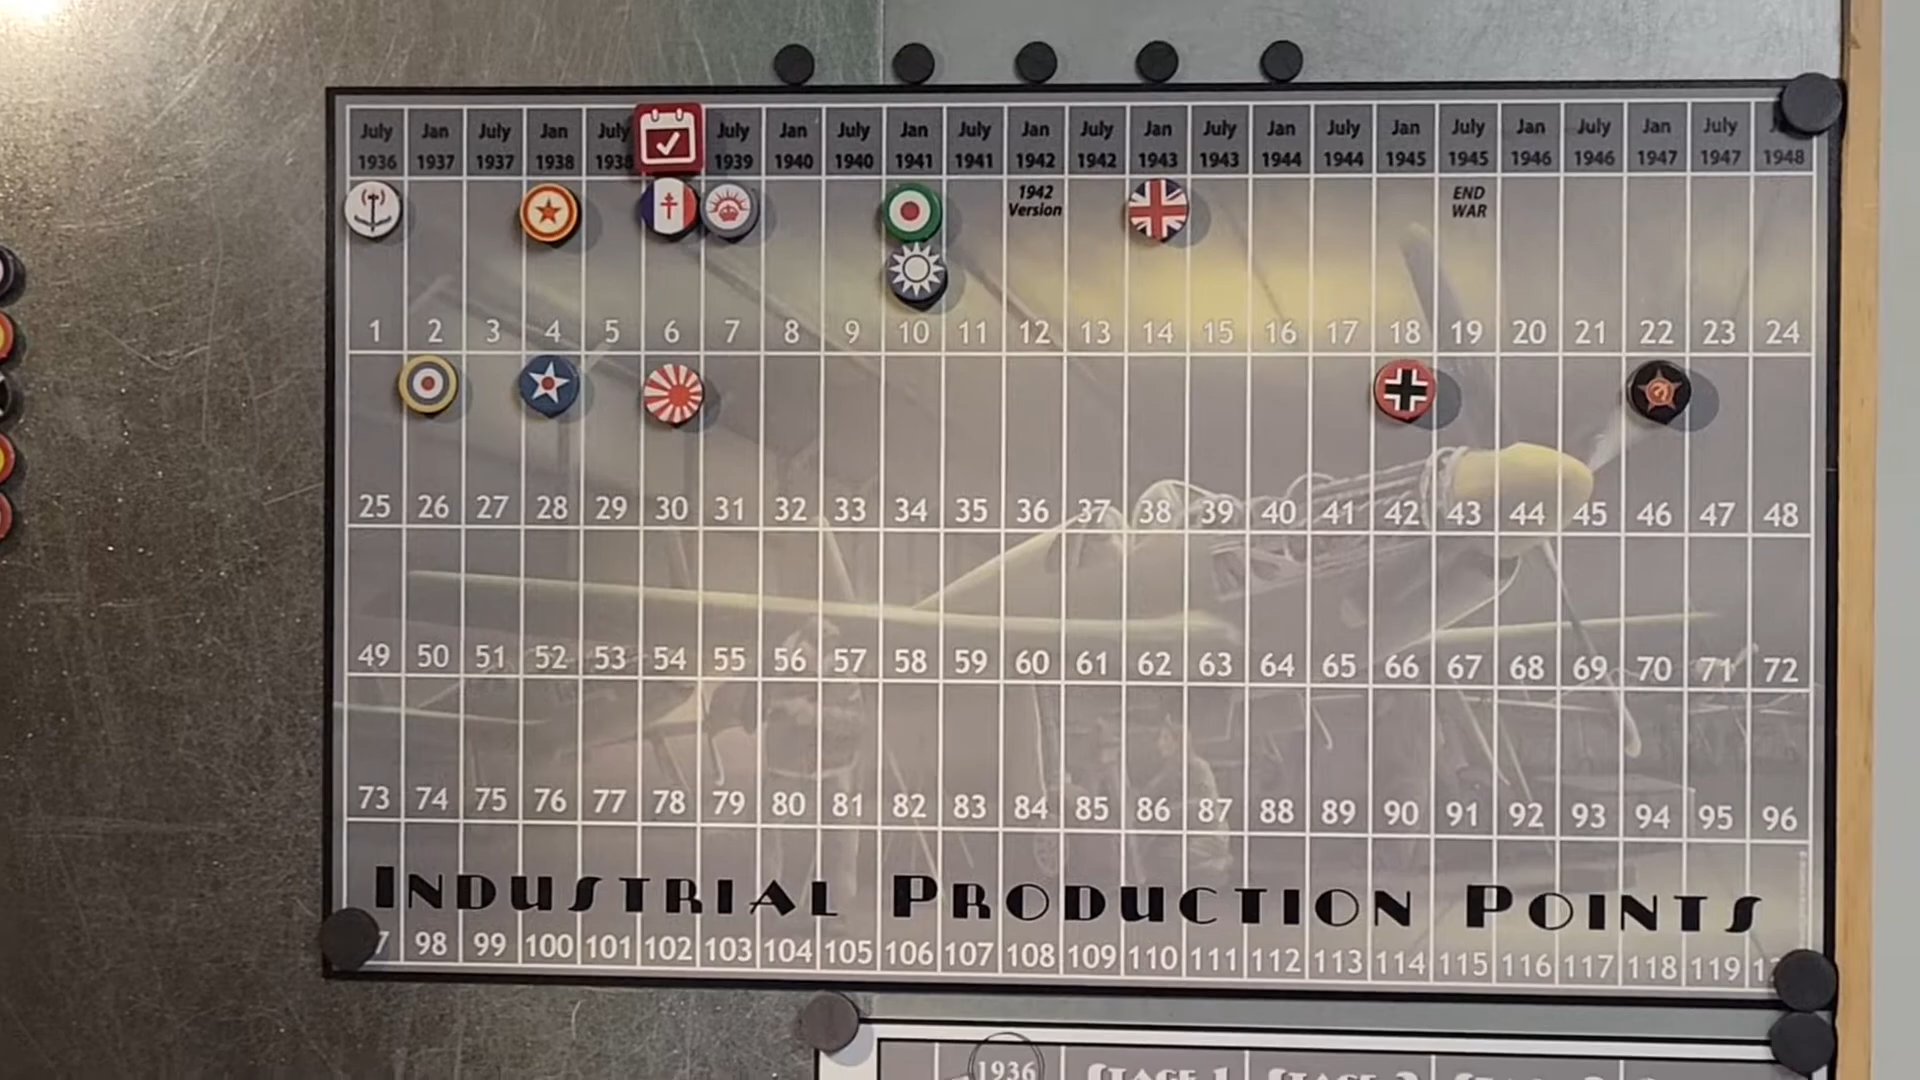 July Jan July Jan July July Jan July Jan July Jan July Jan July Jan July Jan July Jan July Jan July
1936 1937 1937 1938 1938 1939 1940 1940 1941 1941 1942 1942 1943 1943 1944 1944 1945 1945 1946 1946 1947 1947 1948
1942 END
Version WAR
1 2 3 4 5 6 7 8 9 10 11 12 13 14 15 16 17 18 19 20 21 22 23 24
25 26 27 28 29 30 31 32 33 34 35 36 37 38 39 40 41 42 43 44 45 46 47 48
49 50 51 52 53 54 55 56 57 58 59 60 61 62 63 64 65 66 67 68 69 70 71 72
73 74 75 76 77 78 79 80 81 82 83 84 85 86 87 88 89 90 91 92 93 94 95 96
INDUSTRIAL PRODUCTION POINTS
98 99 100 101 102 103 104 105 106 107 108 109 110 111 112 113 114 115 116 117 118 119
1936 STAGE 1 STAGE 2